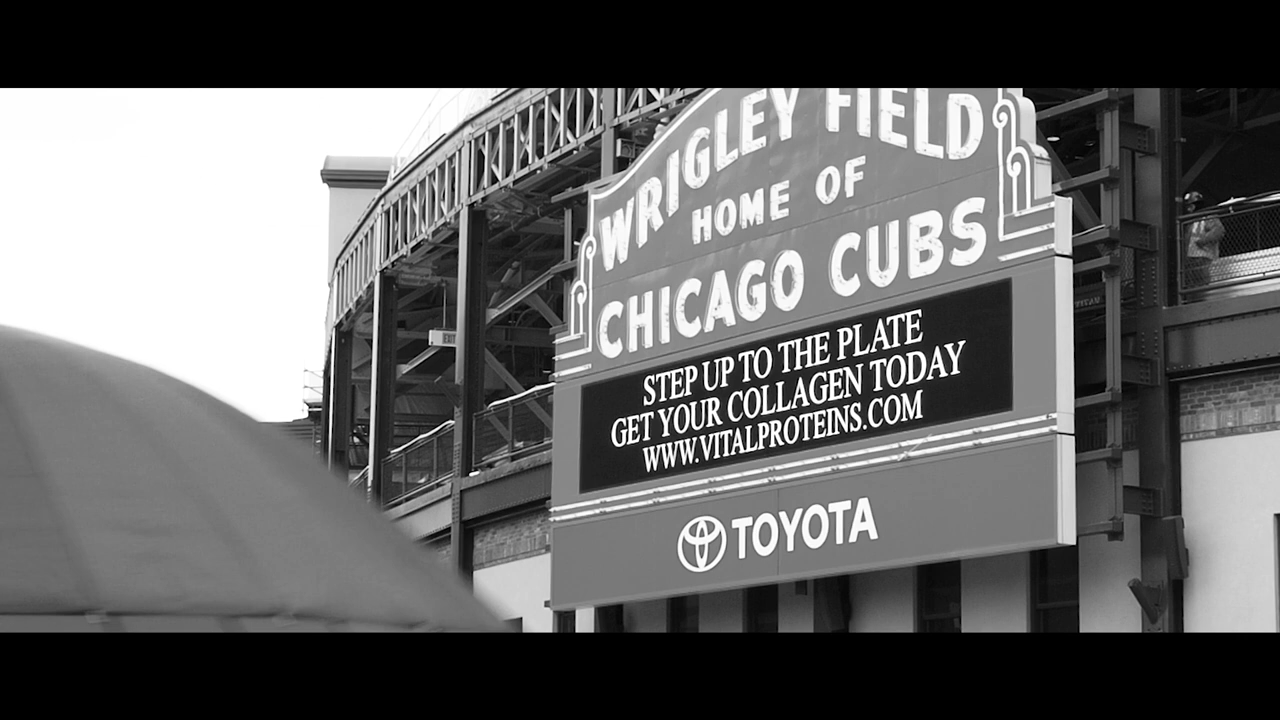 WRIGLEY FIELD
HOME OF
CHICAGO CUBS
STEP UP TO THE PLATE
GET YOUR COLLAGEN TODAY
WWW.VITALPROTEINS.COM
TOYOTA
EXIT